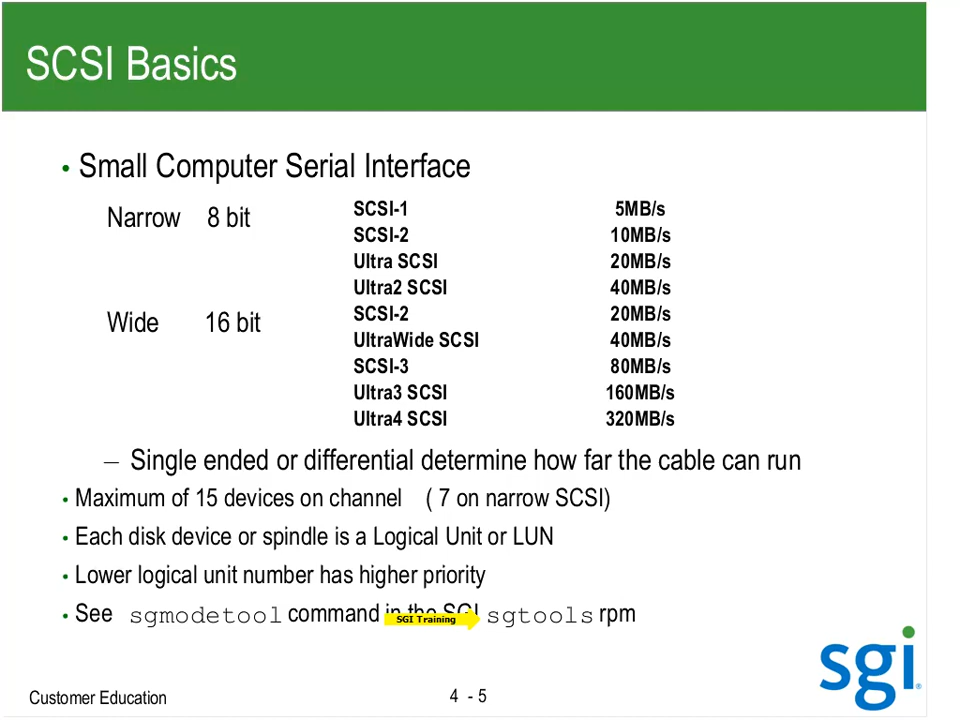 SCSI Basics
• Small Computer Serial Interface
Narrow 8 bit
SCSI-1 5MB/s
SCSI-2 10MB/s
Ultra SCSI 20MB/s
Ultra2 SCSI 40MB/s
Wide 16 bit
SCSI-2 20MB/s
UltraWide SCSI 40MB/s
SCSI-3 80MB/s
Ultra3 SCSI 160MB/s
Ultra4 SCSI 320MB/s
– Single ended or differential determine how far the cable can run
• Maximum of 15 devices on channel ( 7 on narrow SCSI)
• Each disk device or spindle is a Logical Unit or LUN
• Lower logical unit number has higher priority
• See sgmodetool command in the SGI sgtools rpm
SGI Training
sgi®
Customer Education 4 - 5